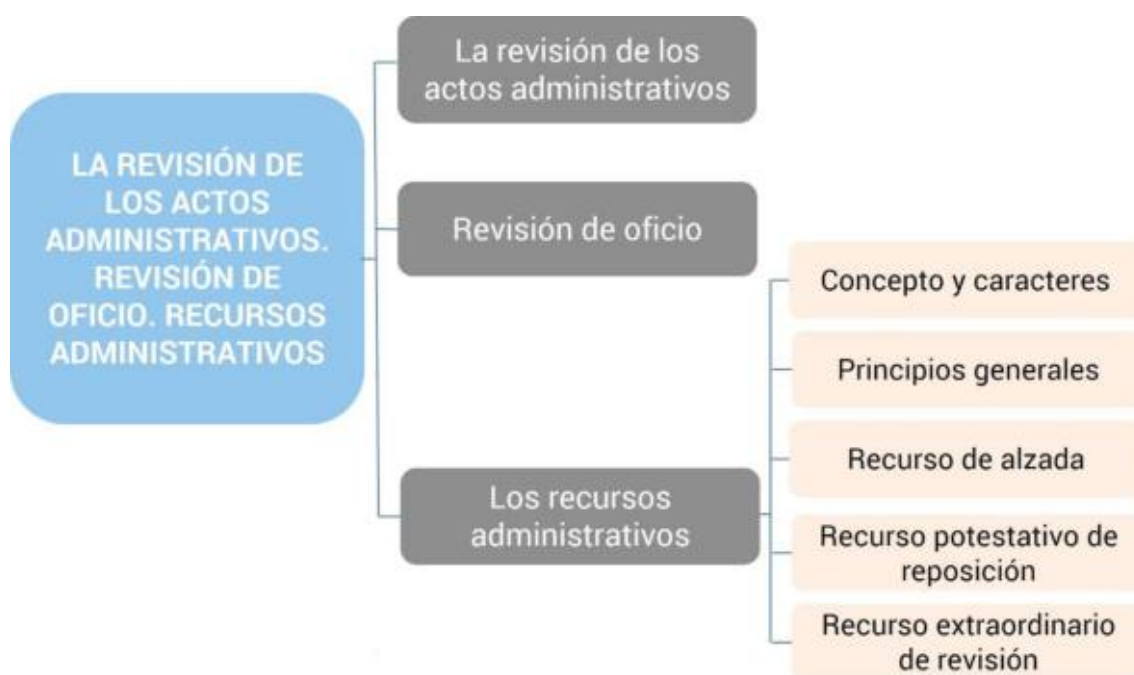 LA REVISIÓN DE
LOS ACTOS
ADMINISTRATIVOS.
REVISIÓN DE
OFICIO. RECURSOS
ADMINISTRATIVOS
La revisión de los
actos administrativos
Revisión de oficio
Los recursos
administrativos
Concepto y caracteres
Principios generales
Recurso de alzada
Recurso potestativo de
reposición
Recurso extraordinario
de revisión